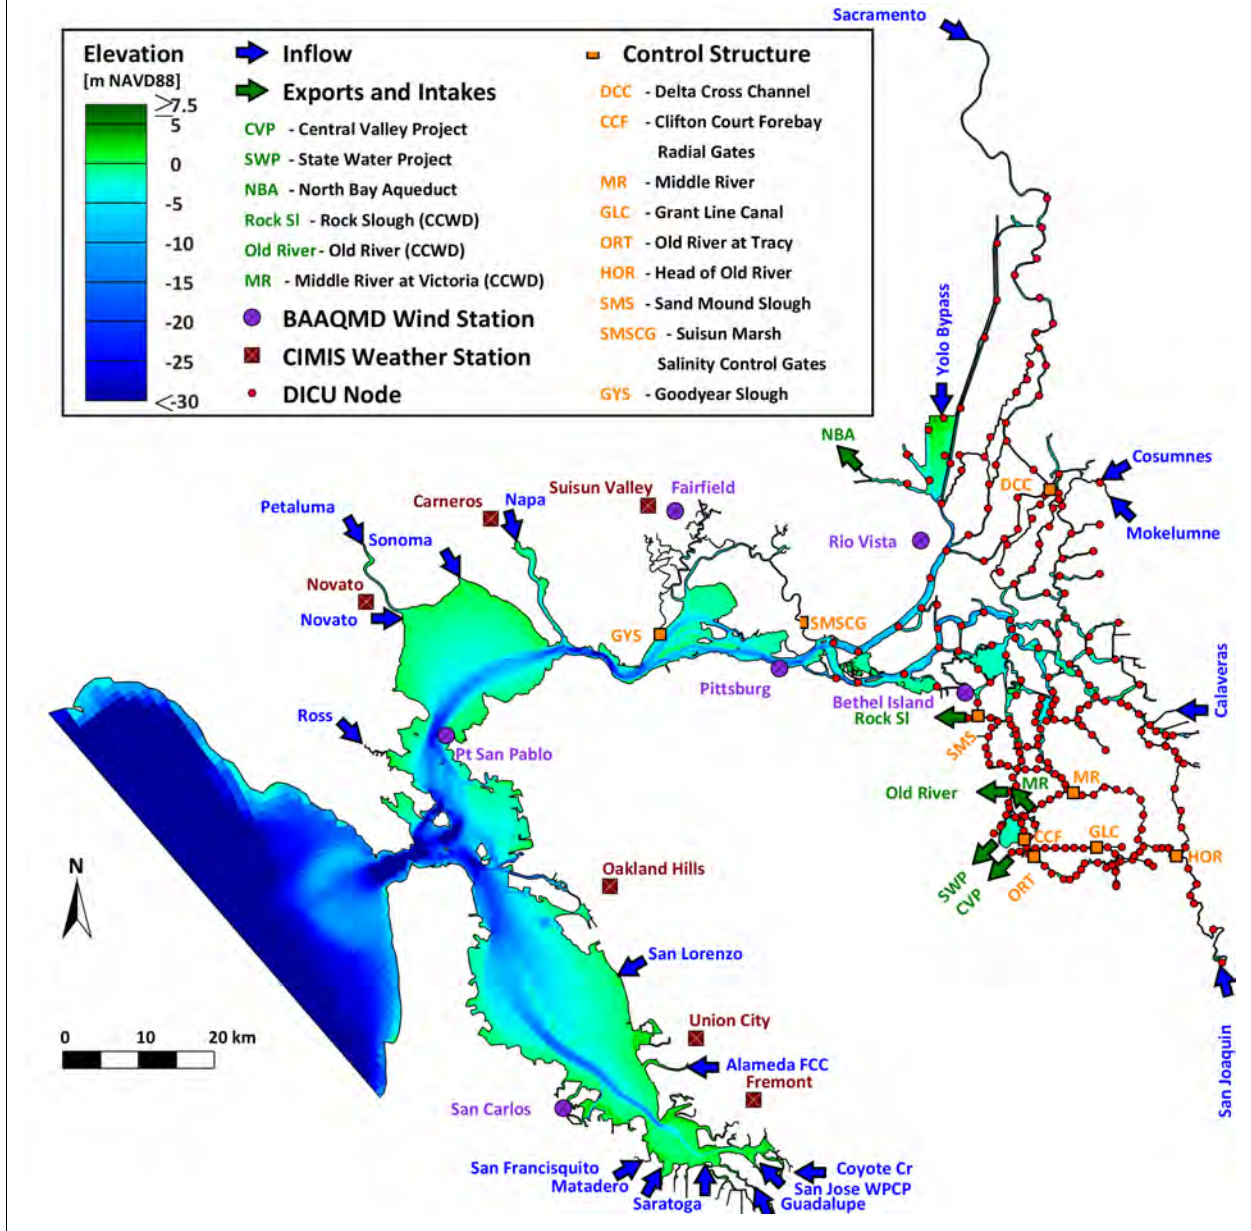 Sacramento
Elevation
[m NAVD88]
≥7.5
5
0
-5
-10
-15
-20
-25
<-30
Inflow
Exports and Intakes
CVP - Central Valley Project
SWP - State Water Project
NBA - North Bay Aqueduct
Rock Sl - Rock Slough (CCWD)
Old River - Old River (CCWD)
MR - Middle River at Victoria (CCWD)
BAAQMD Wind Station
CIMIS Weather Station
DICU Node
Control Structure
DCC - Delta Cross Channel
CCF - Clifton Court Forebay
Radial Gates
MR - Middle River
GLC - Grant Line Canal
ORT - Old River at Tracy
HOR - Head of Old River
SMS - Sand Mound Slough
SMSCG - Suisun Marsh
Salinity Control Gates
GYS - Goodyear Slough
Yolo Bypass
NBA
Cosumnes
DCC
Mokelumne
Suisun Valley
Fairfield
Carneros
Napa
Petaluma
Sonoma
Rio Vista
Novato
Novato
GYS
SMSCG
Pittsburg
Bethel Island
Rock Sl
Calaveras
Ross
Pt San Pablo
SMS
MR
MR
Old River
CCF
GLC
HOR
SWP
CVP
ORT
N
Oakland Hills
San Lorenzo
0 10 20 km
Union City
Alameda FCC
Fremont
San Joaquin
San Carlos
San Francisquito
Matadero
Saratoga
Coyote Cr
San Jose WPCP
Guadalupe